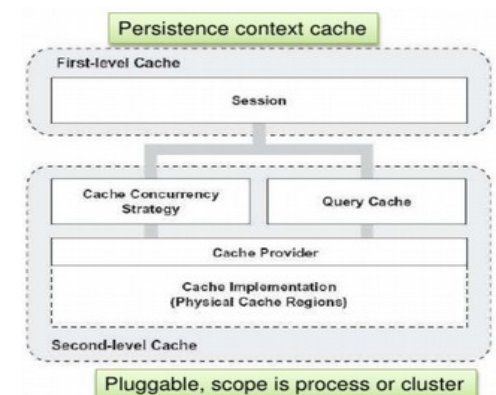 Persistence context cache
First-level Cache
Session
Cache Concurrency
Strategy
Query Cache
Cache Provider
Cache Implementation
(Physical Cache Regions)
Second-level Cache
Pluggable, scope is process or cluster